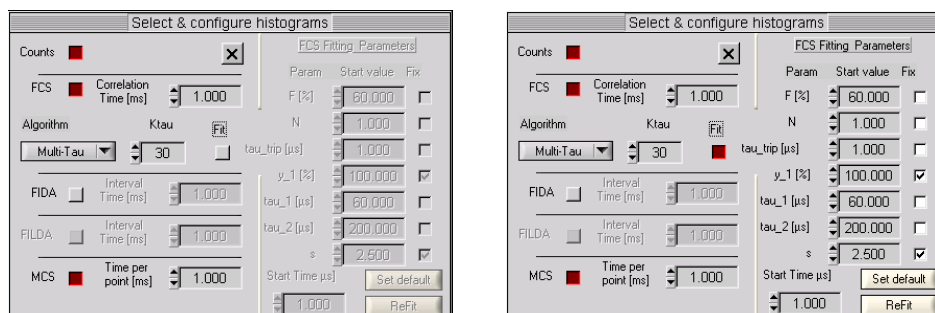 Select & configure histograms
Counts
FCS Correlation Time [ms] 1.000
Algorithm Ktau Fit
Multi-Tau 30
FIDA Interval Time [ms] 1.000
FILDA Interval Time [ms] 1.000
MCS Time per point [ms] 1.000
FCS Fitting Parameters
Param Start value Fix
F [%] 60.000
N 1.000
tau_trip [µs] 1.000
y_1 [%] 100.000
tau_1 [µs] 60.000
tau_2 [µs] 200.000
s 2.500
Start Time µs] Set default
1.000 ReFit
Select & configure histograms
Counts
FCS Correlation Time [ms] 1.000
Algorithm Ktau Fit
Multi-Tau 30
FIDA Interval Time [ms] 1.000
FILDA Interval Time [ms] 1.000
MCS Time per point [ms] 1.000
FCS Fitting Parameters
Param Start value Fix
F [%] 60.000
N 1.000
tau_trip [µs] 1.000
y_1 [%] 100.000
tau_1 [µs] 60.000
tau_2 [µs] 200.000
s 2.500
Start Time µs] Set default
1.000 ReFit